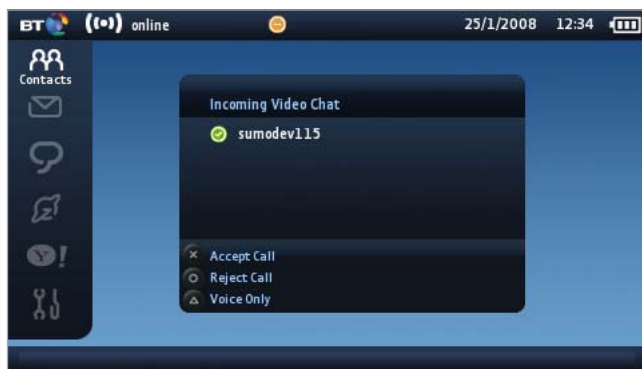 BT ((•)) online 25/1/2008 12:34
Contacts
Incoming Video Chat
sumodev115
Accept Call
Reject Call
Voice Only
Y!